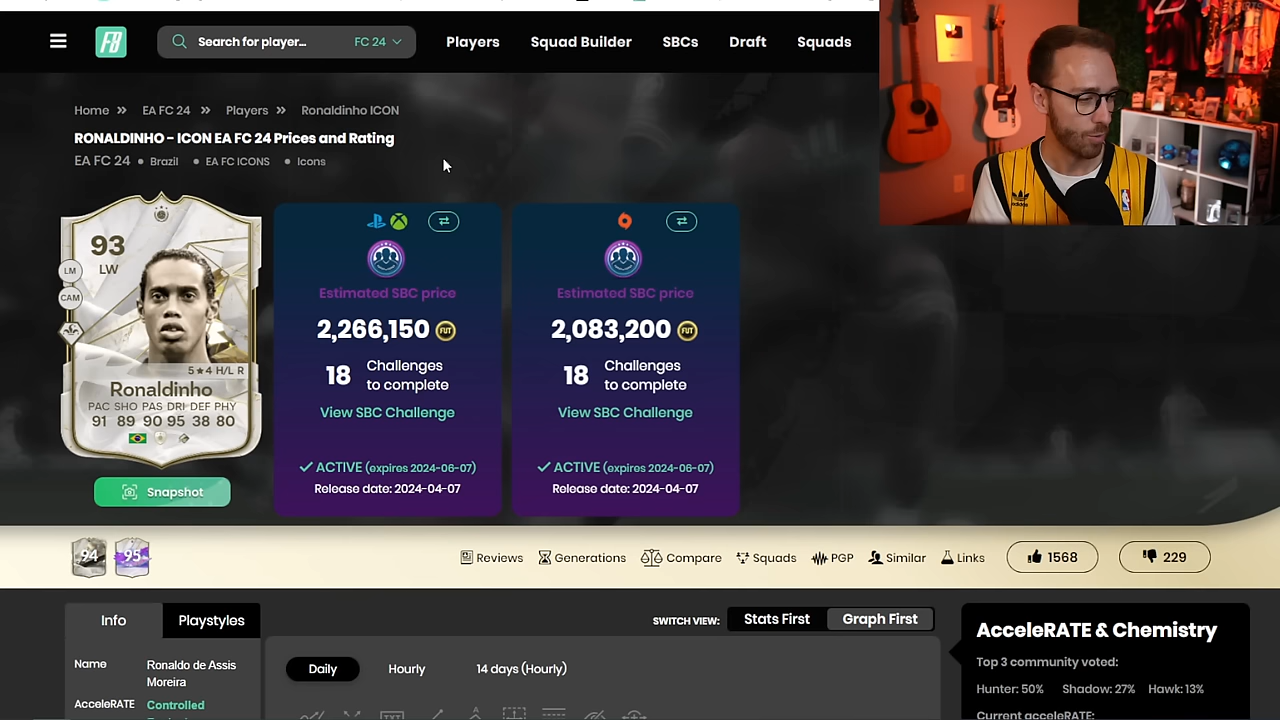 FB
Search for player...
FC 24
Players
Squad Builder
SBCs
Draft
Squads
Home » EA FC 24 » Players » Ronaldinho ICON
RONALDINHO - ICON EA FC 24 Prices and Rating
EA FC 24 • Brazil • EA FC ICONS • Icons
93
LW
LM
CAM
5★4 H/L R
Ronaldinho
PAC SHO PAS DRI DEF PHY
91 89 90 95 38 80
Snapshot
Estimated SBC price
2,266,150 FUT
18 Challenges
to complete
View SBC Challenge
ACTIVE (expires 2024-06-07)
Release date: 2024-04-07
Estimated SBC price
2,083,200 FUT
18 Challenges
to complete
View SBC Challenge
ACTIVE (expires 2024-06-07)
Release date: 2024-04-07
94
95
Reviews
Generations
Compare
Squads
PGP
Similar
Links
1568
229
Info
Playstyles
SWITCH VIEW:
Stats First
Graph First
Name
Ronaldo de Assis
Moreira
AcceleRATE
Controlled
Daily
Hourly
14 days (Hourly)
TXT
AcceleRATE & Chemistry
Top 3 community voted:
Hunter: 50% Shadow: 27% Hawk: 13%
Current acceleRATE: